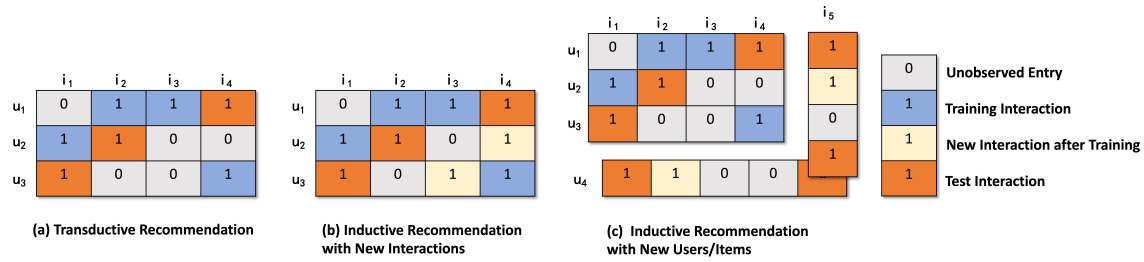 i1 i2 i3 i4
u1 0 1 1 1
u2 1 1 0 0
u3 1 0 0 1
(a) Transductive Recommendation
i1 i2 i3 i4
u1 0 1 1 1
u2 1 1 0 1
u3 1 0 1 1
(b) Inductive Recommendation
with New Interactions
i1 i2 i3 i4
u1 0 1 1 1
u2 1 1 0 0
u3 1 0 0 1
u4 1 1 0 0
i5
1
1
0
1
(c) Inductive Recommendation
with New Users/Items
0 Unobserved Entry
1 Training Interaction
1 New Interaction after Training
1 Test Interaction